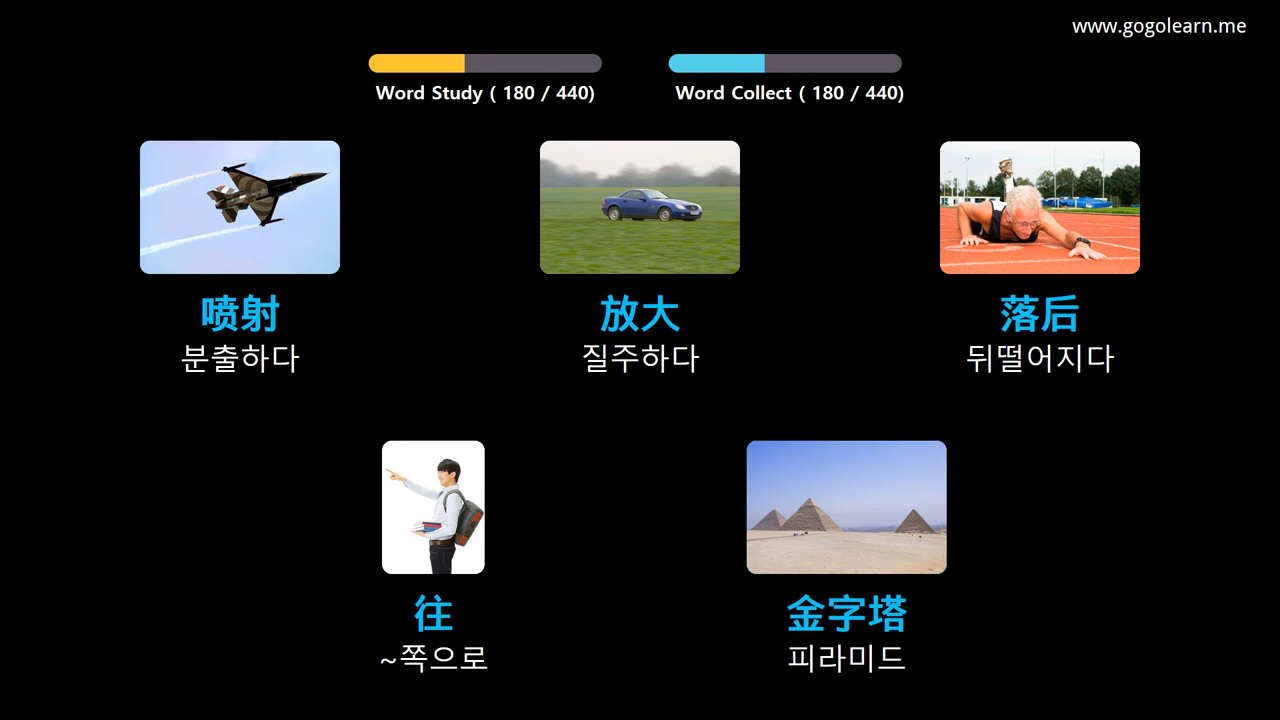 www.gogolearn.me
Word Study ( 180 / 440)
Word Collect ( 180 / 440)
喷射
分출하다
放大
질주하다
落后
뒤떨어지다
往
~쪽으로
金字塔
피라미드